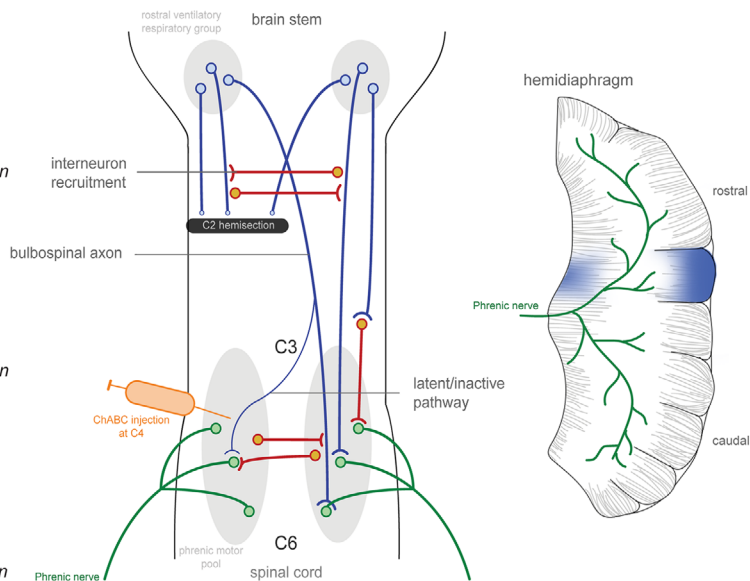 rostral ventilatory
respiratory group
brain stem
hemidiaphragm
n
interneuron
recruitment
rostral
C2 hemisection
bulbospinal axon
Phrenic nerve
C3
n
latent/inactive
pathway
ChABC injection
at C4
caudal
C6
phrenic motor
pool
n
Phrenic nerve
spinal cord